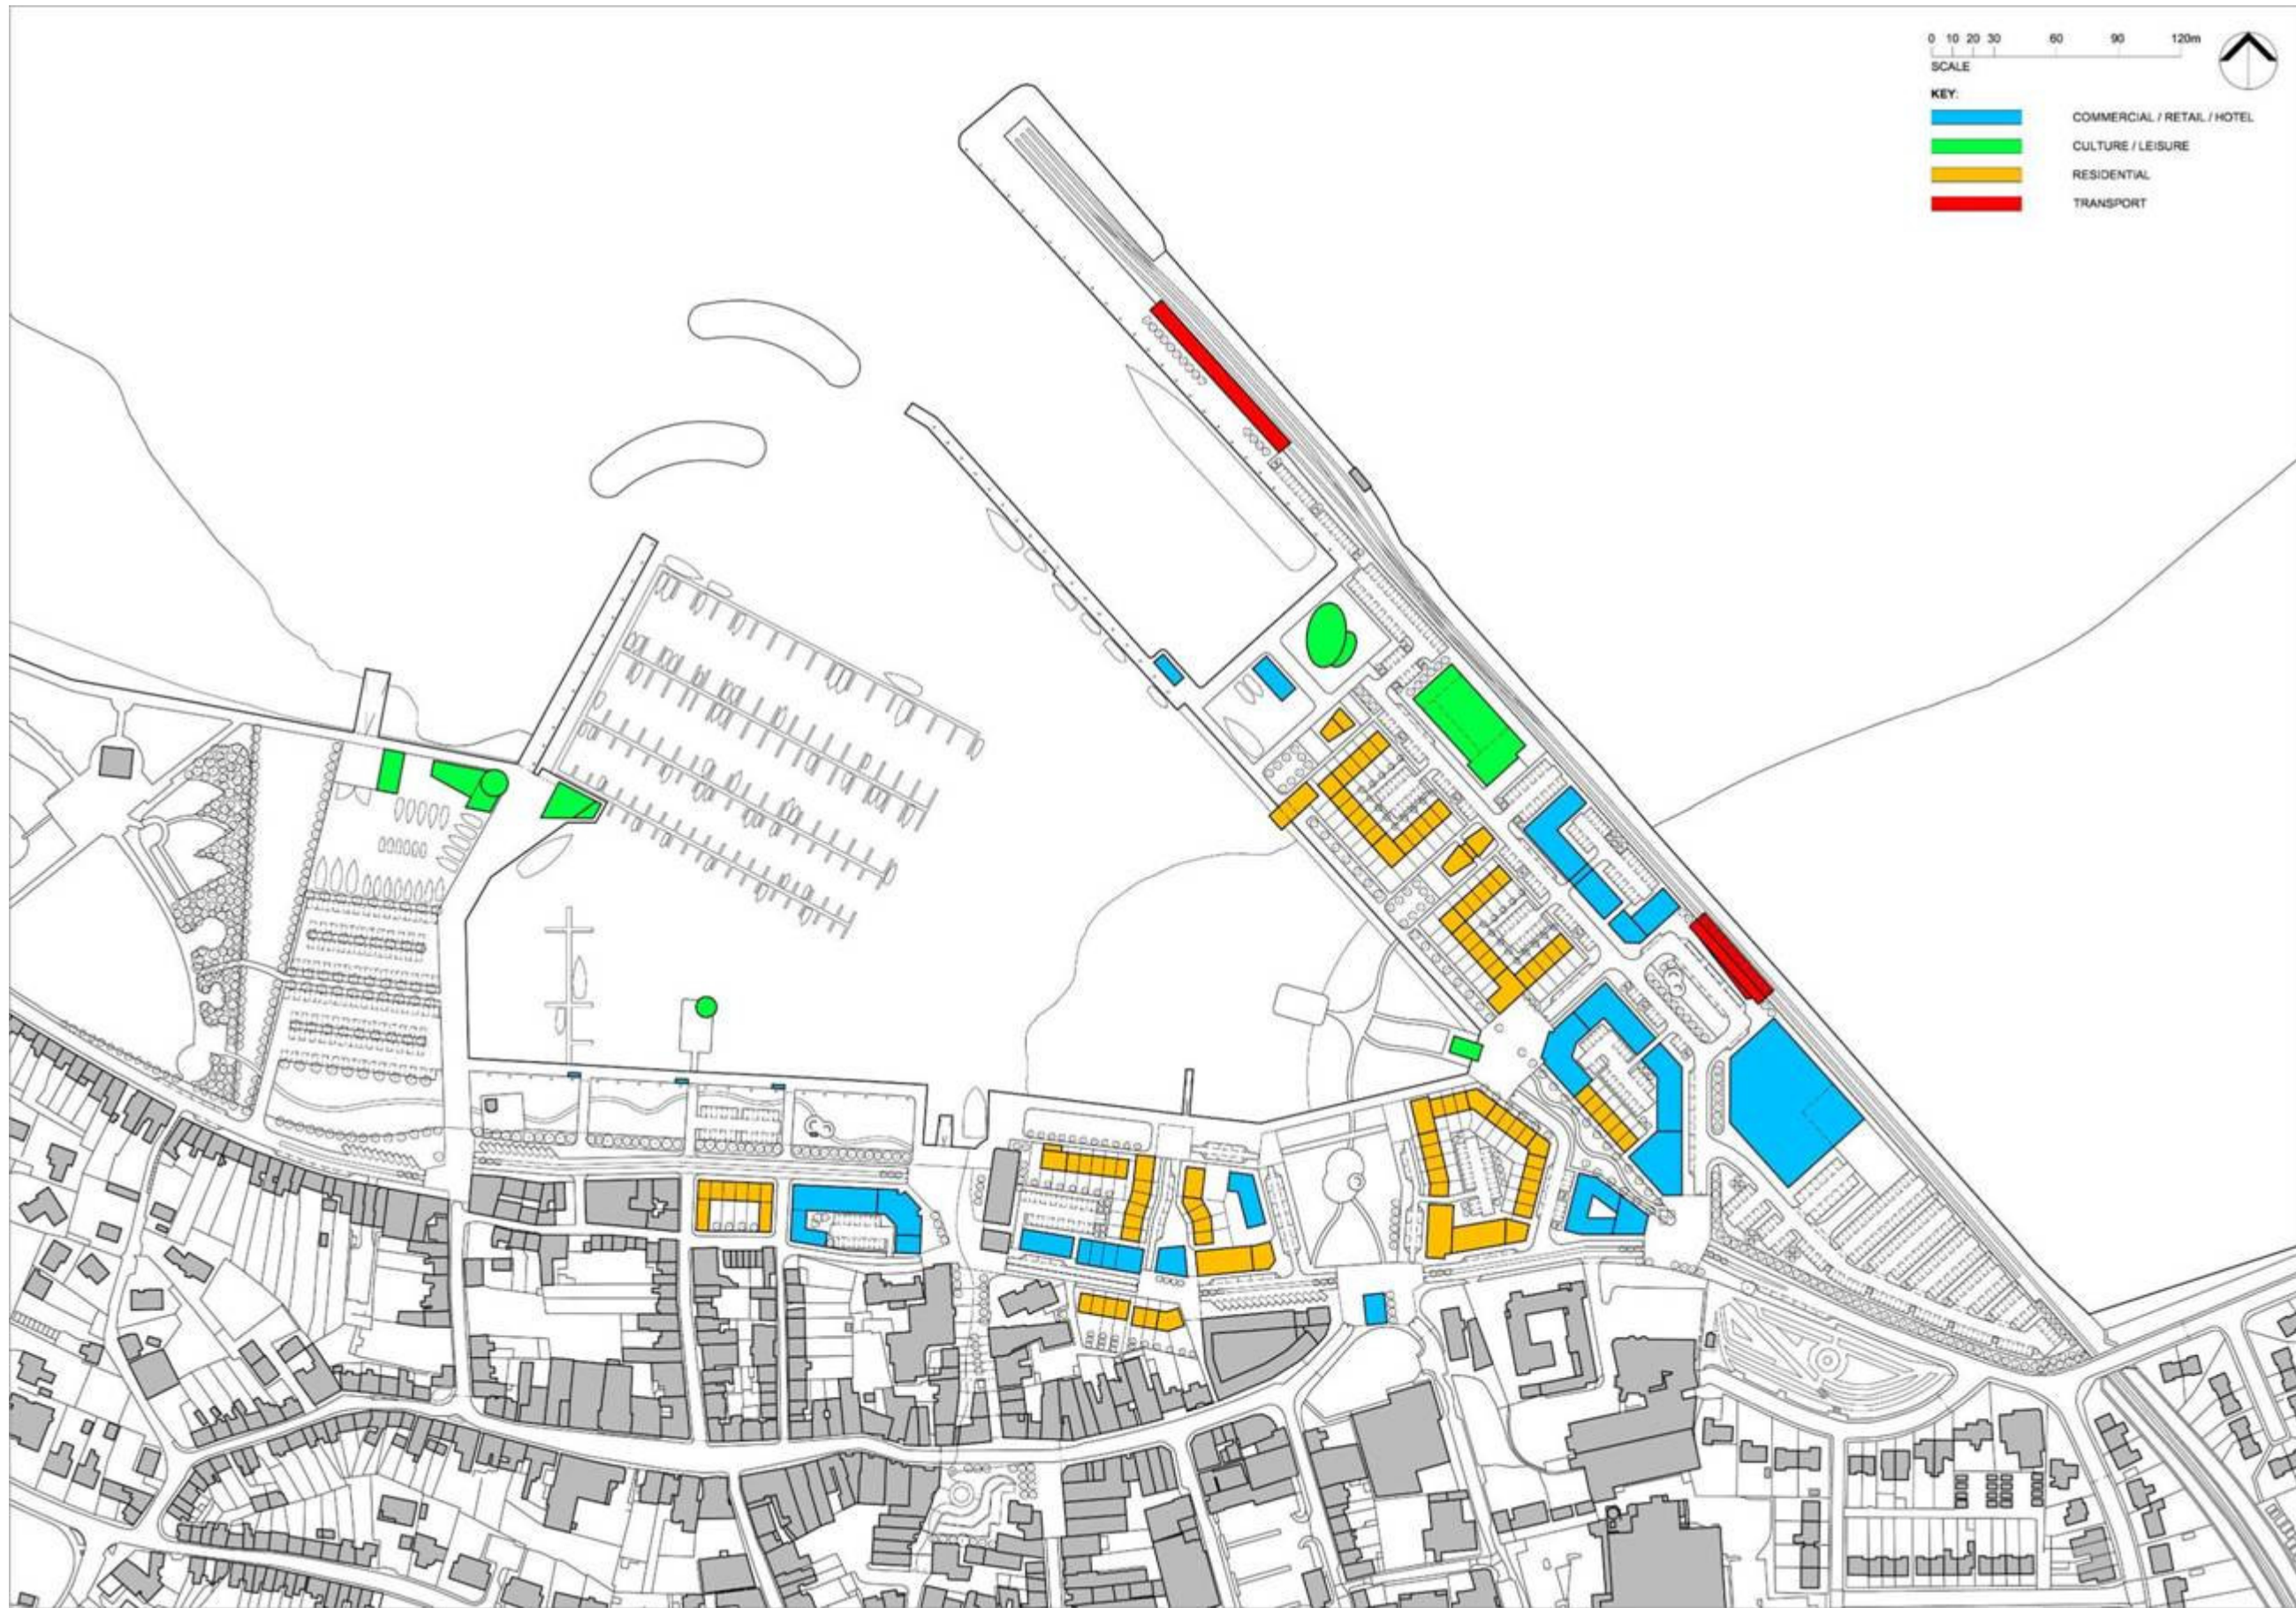 0 10 20 30 60 90 120m
SCALE
KEY:
COMMERCIAL / RETAIL / HOTEL
CULTURE / LEISURE
RESIDENTIAL
TRANSPORT